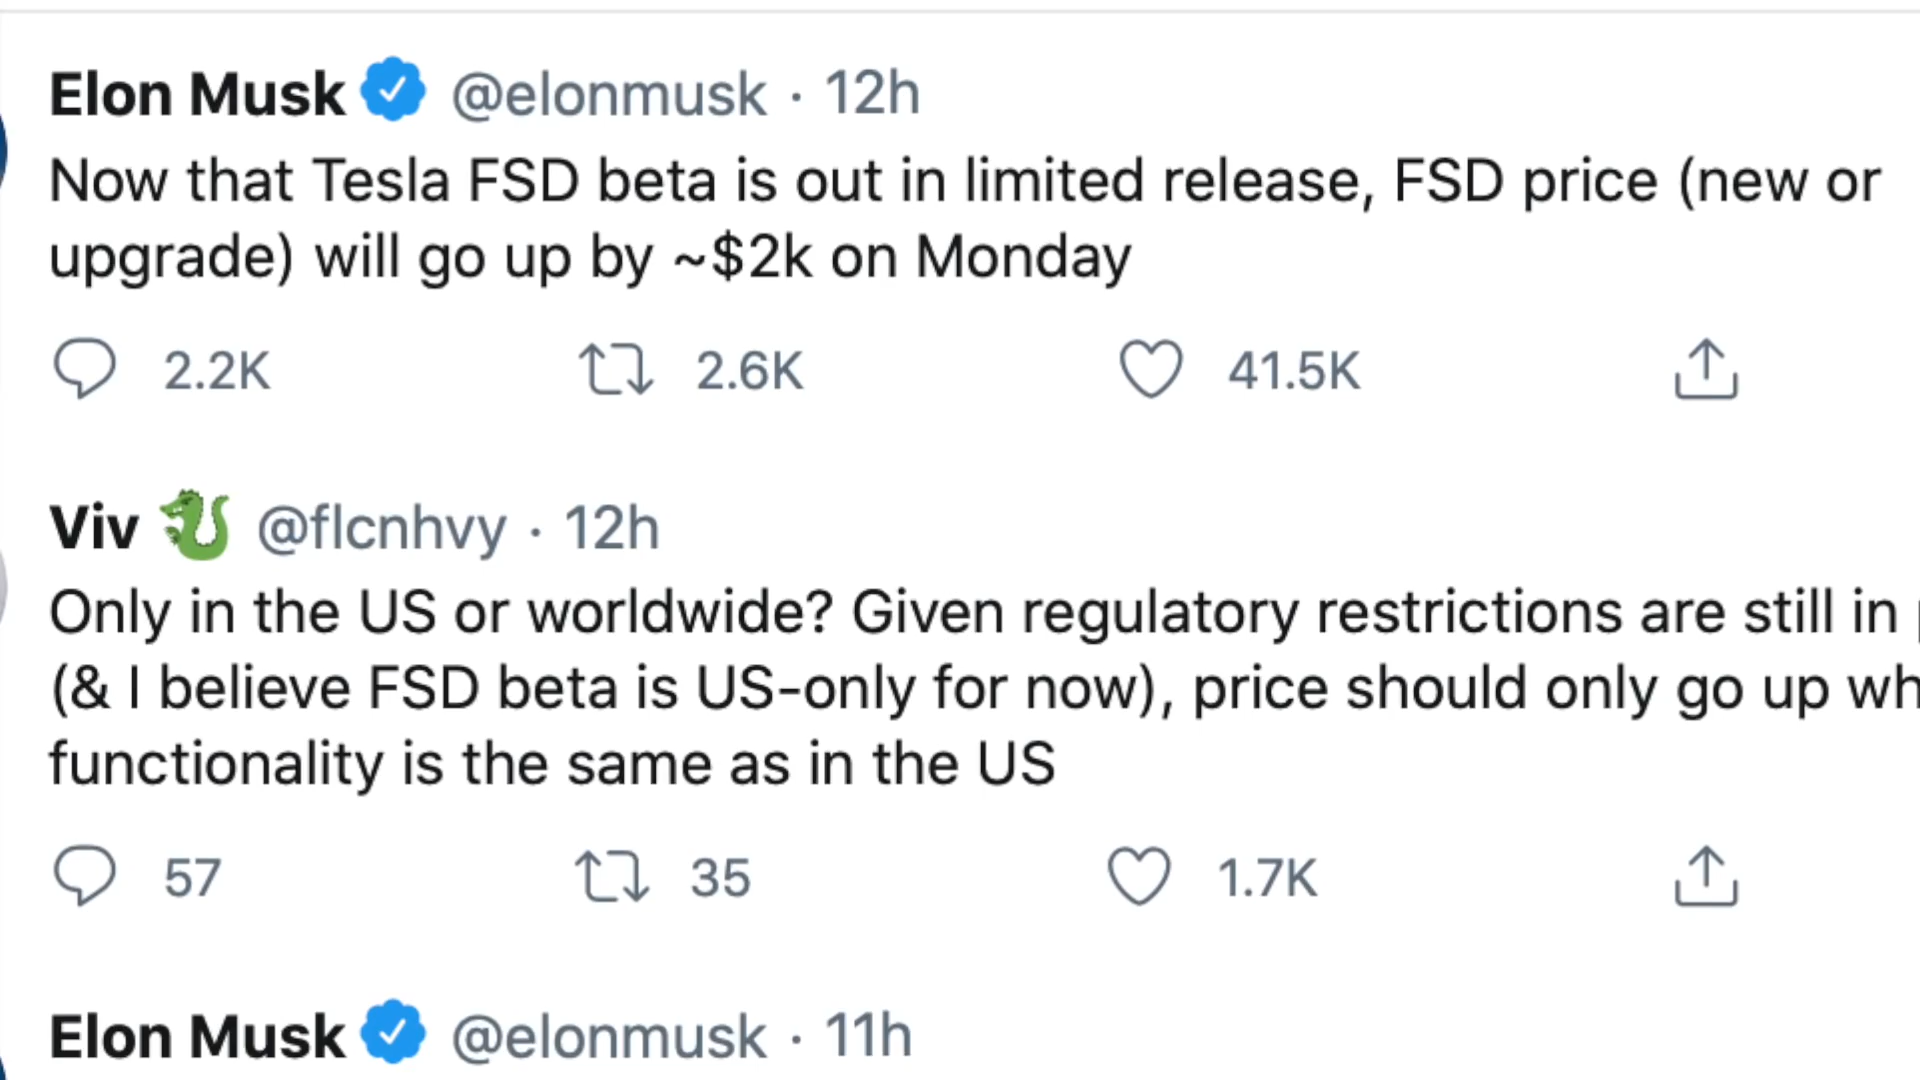 Elon Musk @elonmusk · 12h
Now that Tesla FSD beta is out in limited release, FSD price (new or
upgrade) will go up by ~$2k on Monday
2.2K 2.6K 41.5K
Viv 🐉 @flcnhvy · 12h
Only in the US or worldwide? Given regulatory restrictions are still in
(& I believe FSD beta is US-only for now), price should only go up
functionality is the same as in the US
57 35 1.7K
Elon Musk @elonmusk · 11h